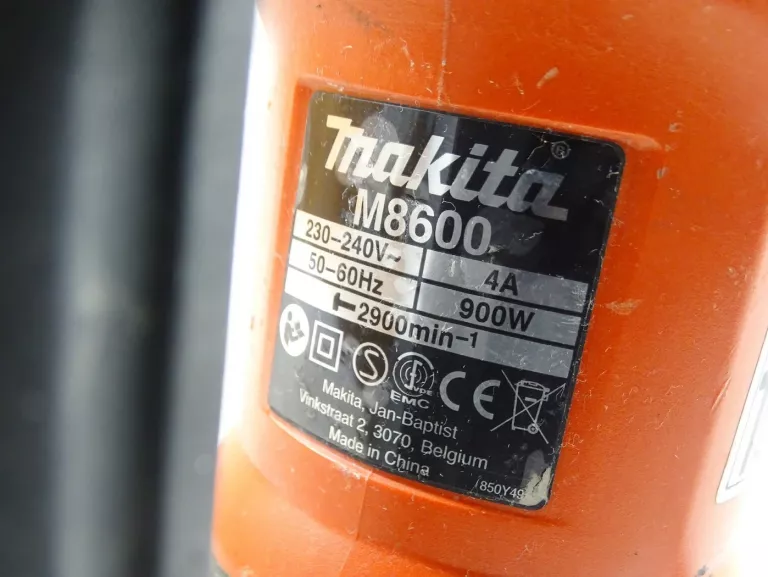 makita®
M8600
230-240V~ 4A
50-60Hz 900W
2900min-1
S VDE EMC CE
Makita, Jan-Baptist
Vinkstraat 2, 3070, Belgium
Made in China